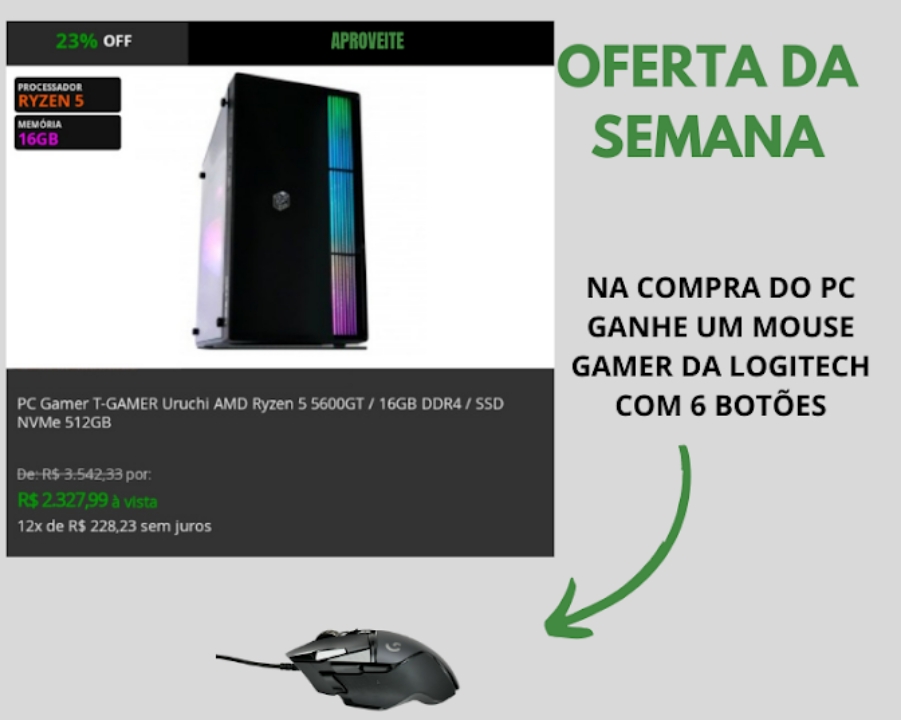 23% OFF
APROVEITE
OFERTA DA
SEMANA
PROCESSADOR
RYZEN 5
MEMÓRIA
16GB
NA COMPRA DO PC
GANHE UM MOUSE
GAMER DA LOGITECH
COM 6 BOTÕES
PC Gamer T-GAMER Uruchi AMD Ryzen 5 5600GT / 16GB DDR4 / SSD
NVMe 512GB
De: R$ 3.542,33 por:
R$ 2.327,99 à vista
12x de R$ 228,23 sem juros